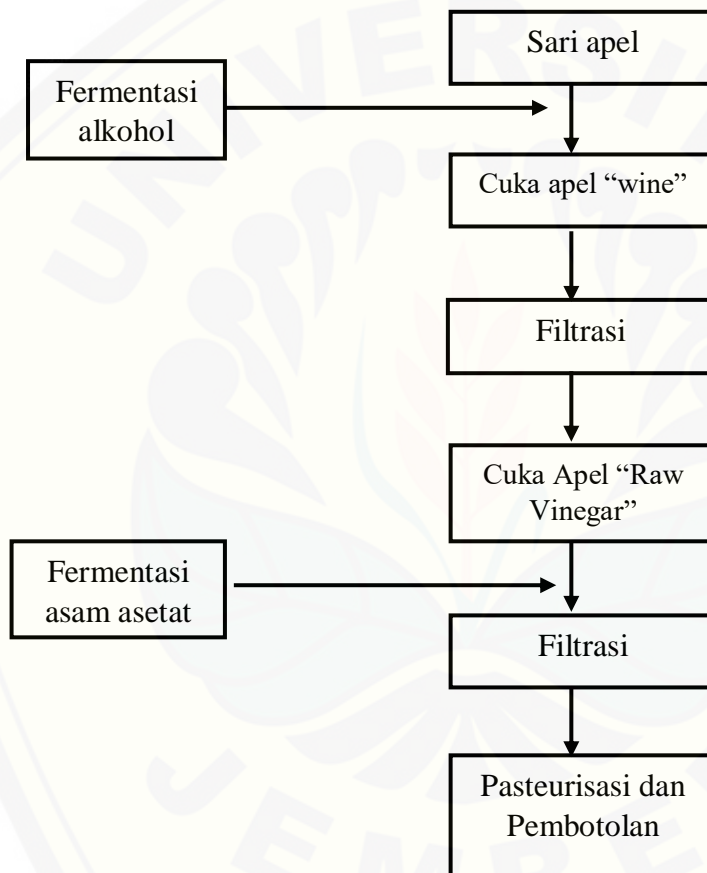 Sari apel
Fermentasi
alkohol
Cuka apel “wine”
Filtrasi
Cuka Apel “Raw
Vinegar”
Fermentasi
asam asetat
Filtrasi
Pasteurisasi dan
Pembotolan